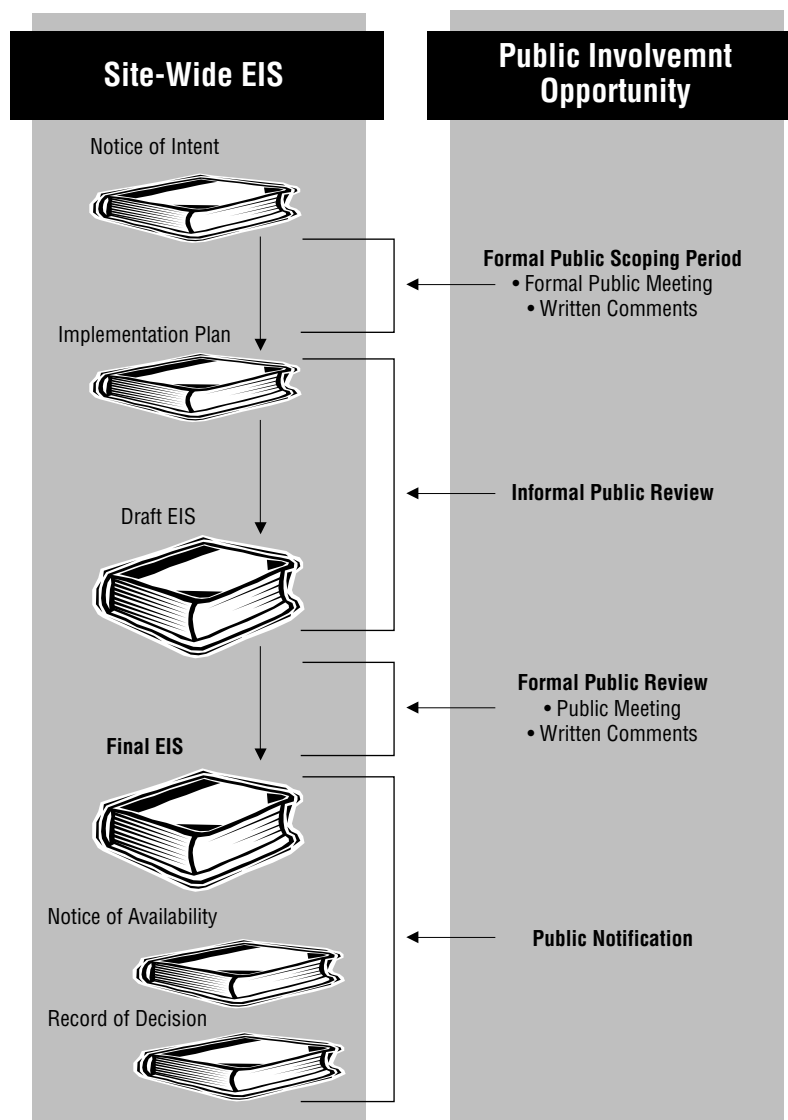 Site-Wide EIS
Public Involvemnt
Opportunity
Notice of Intent
Formal Public Scoping Period
• Formal Public Meeting
• Written Comments
Implementation Plan
Informal Public Review
Draft EIS
Formal Public Review
• Public Meeting
• Written Comments
Final EIS
Notice of Availability
Public Notification
Record of Decision